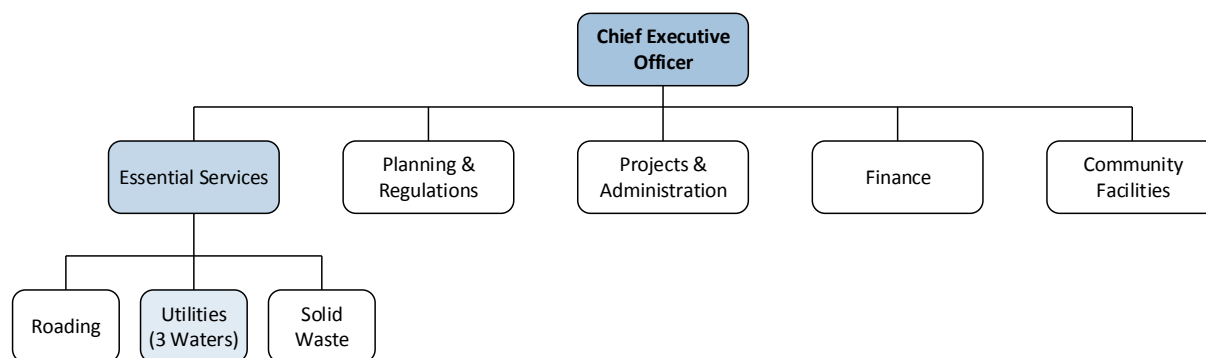 Chief Executive
Officer
Essential Services
Planning &
Regulations
Projects &
Administration
Finance
Community
Facilities
Roading
Utilities
(3 Waters)
Solid
Waste